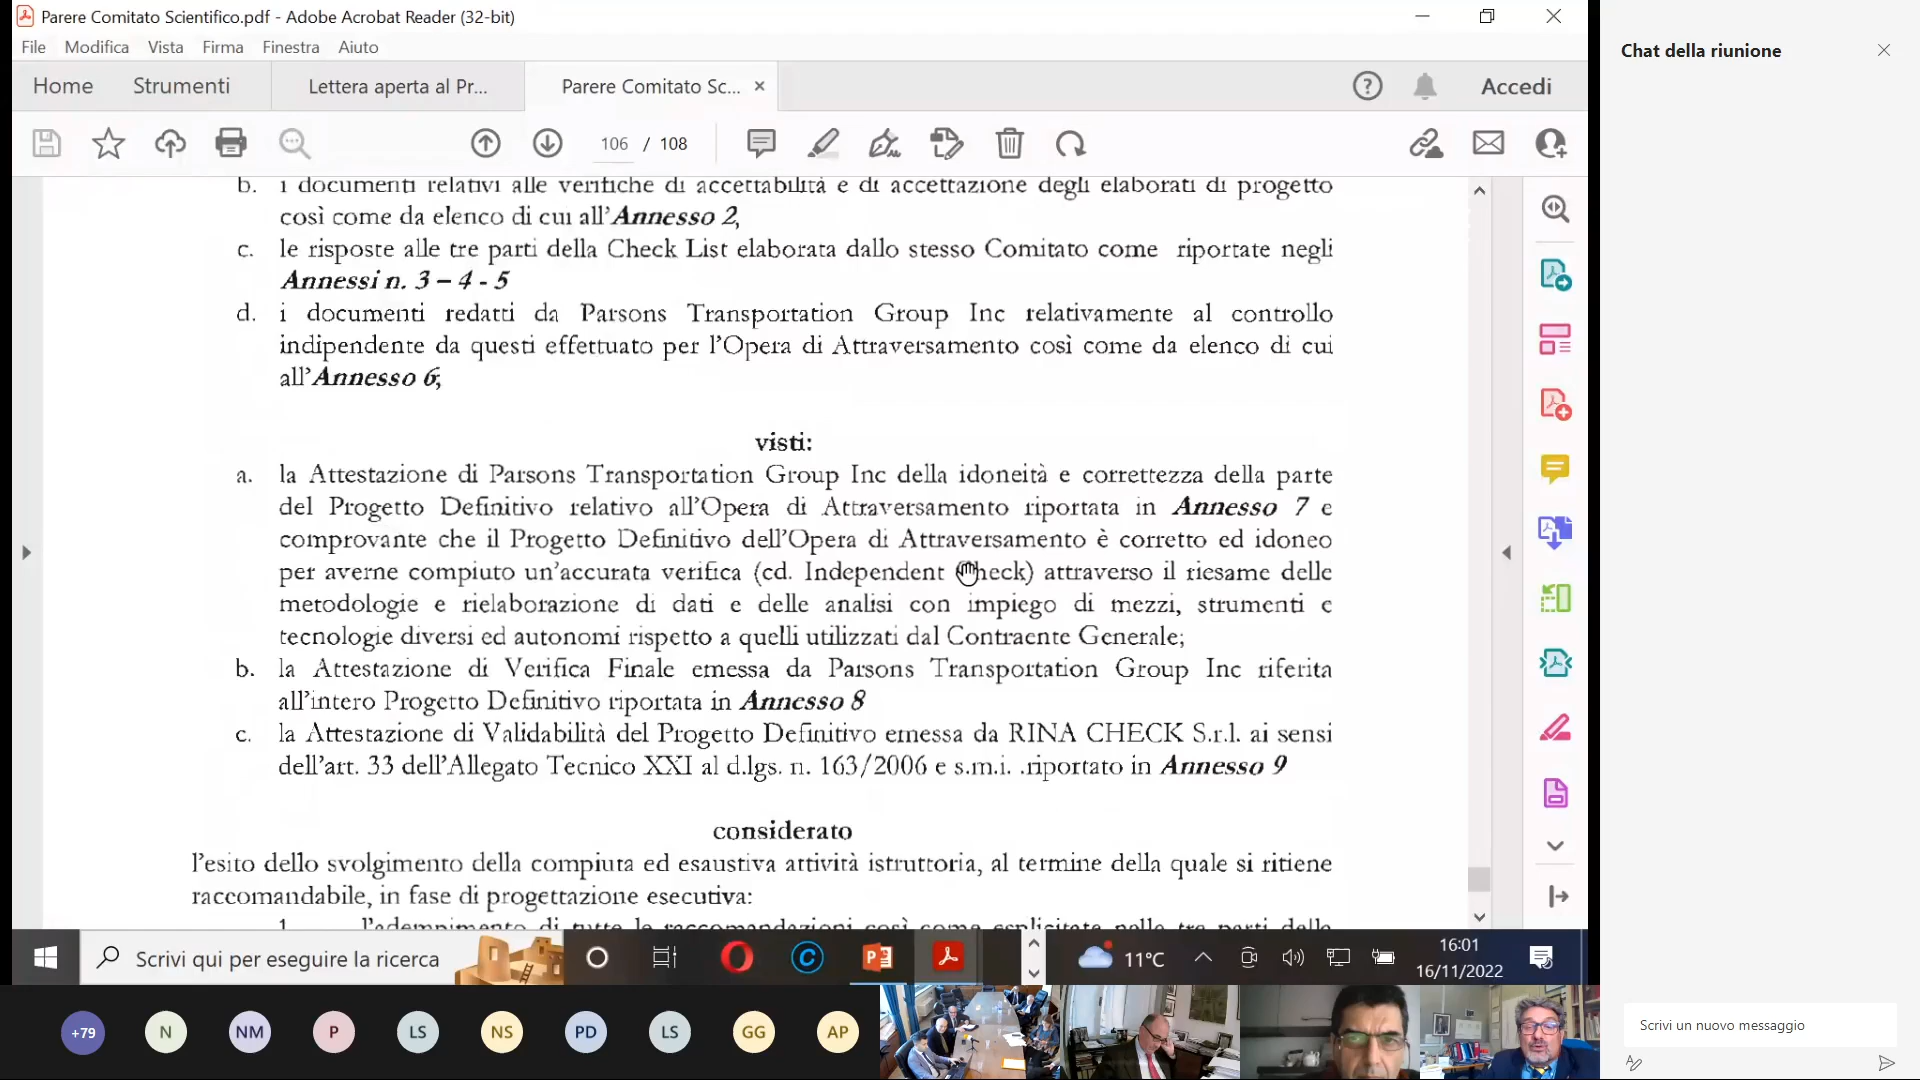 Parere Comitato Scientifico.pdf - Adobe Acrobat Reader (32-bit)
File Modifica Vista Firma Finestra Aiuto
Home Strumenti Lettera aperta al Pr... Parere Comitato Sc... Accedi
106 / 108
b. i documenti relativi alle verifiche di accettabilità e di accettazione degli elaborati di progetto
così come da elenco di cui all'Annesso 2,
c. le risposte alle tre parti della Check List elaborata dallo stesso Comitato come riportate negli
Annessi n. 3 – 4 - 5
d. i documenti redatti da Parsons Transportation Group Inc relativamente al controllo
indipendente da questi effettuato per l'Opera di Attraversamento così come da elenco di cui
all'Annesso 6;
visti:
a. la Attestazione di Parsons Transportation Group Inc della idoneità e correttezza della parte
del Progetto Definitivo relativo all'Opera di Attraversamento riportata in Annesso 7 e
comprovante che il Progetto Definitivo dell'Opera di Attraversamento è corretto ed idoneo
per averne compiuto un'accurata verifica (cd. Independent Check) attraverso il riesame delle
metodologie e rielaborazione di dati e delle analisi con impiego di mezzi, strumenti e
tecnologie diversi ed autonomi rispetto a quelli utilizzati dal Contraente Generale;
b. la Attestazione di Verifica Finale emessa da Parsons Transportation Group Inc riferita
all'intero Progetto Definitivo riportata in Annesso 8
c. la Attestazione di Validabilità del Progetto Definitivo emessa da RINA CHECK S.r.l. ai sensi
dell'art. 33 dell'Allegato Tecnico XXI al d.lgs. n. 163/2006 e s.m.i. .riportato in Annesso 9
considerato
l'esito dello svolgimento della compiuta ed esaustiva attività istruttoria, al termine della quale si ritiene
raccomandabile, in fase di progettazione esecutiva:
1. l'adempimento di tutte le raccomandazioni così come esplicitate nelle tre parti della
Scrivi qui per eseguire la ricerca
11°C
16:01
16/11/2022
+79 N NM P LS NS PD LS GG AP
Chat della riunione
Scrivi un nuovo messaggio